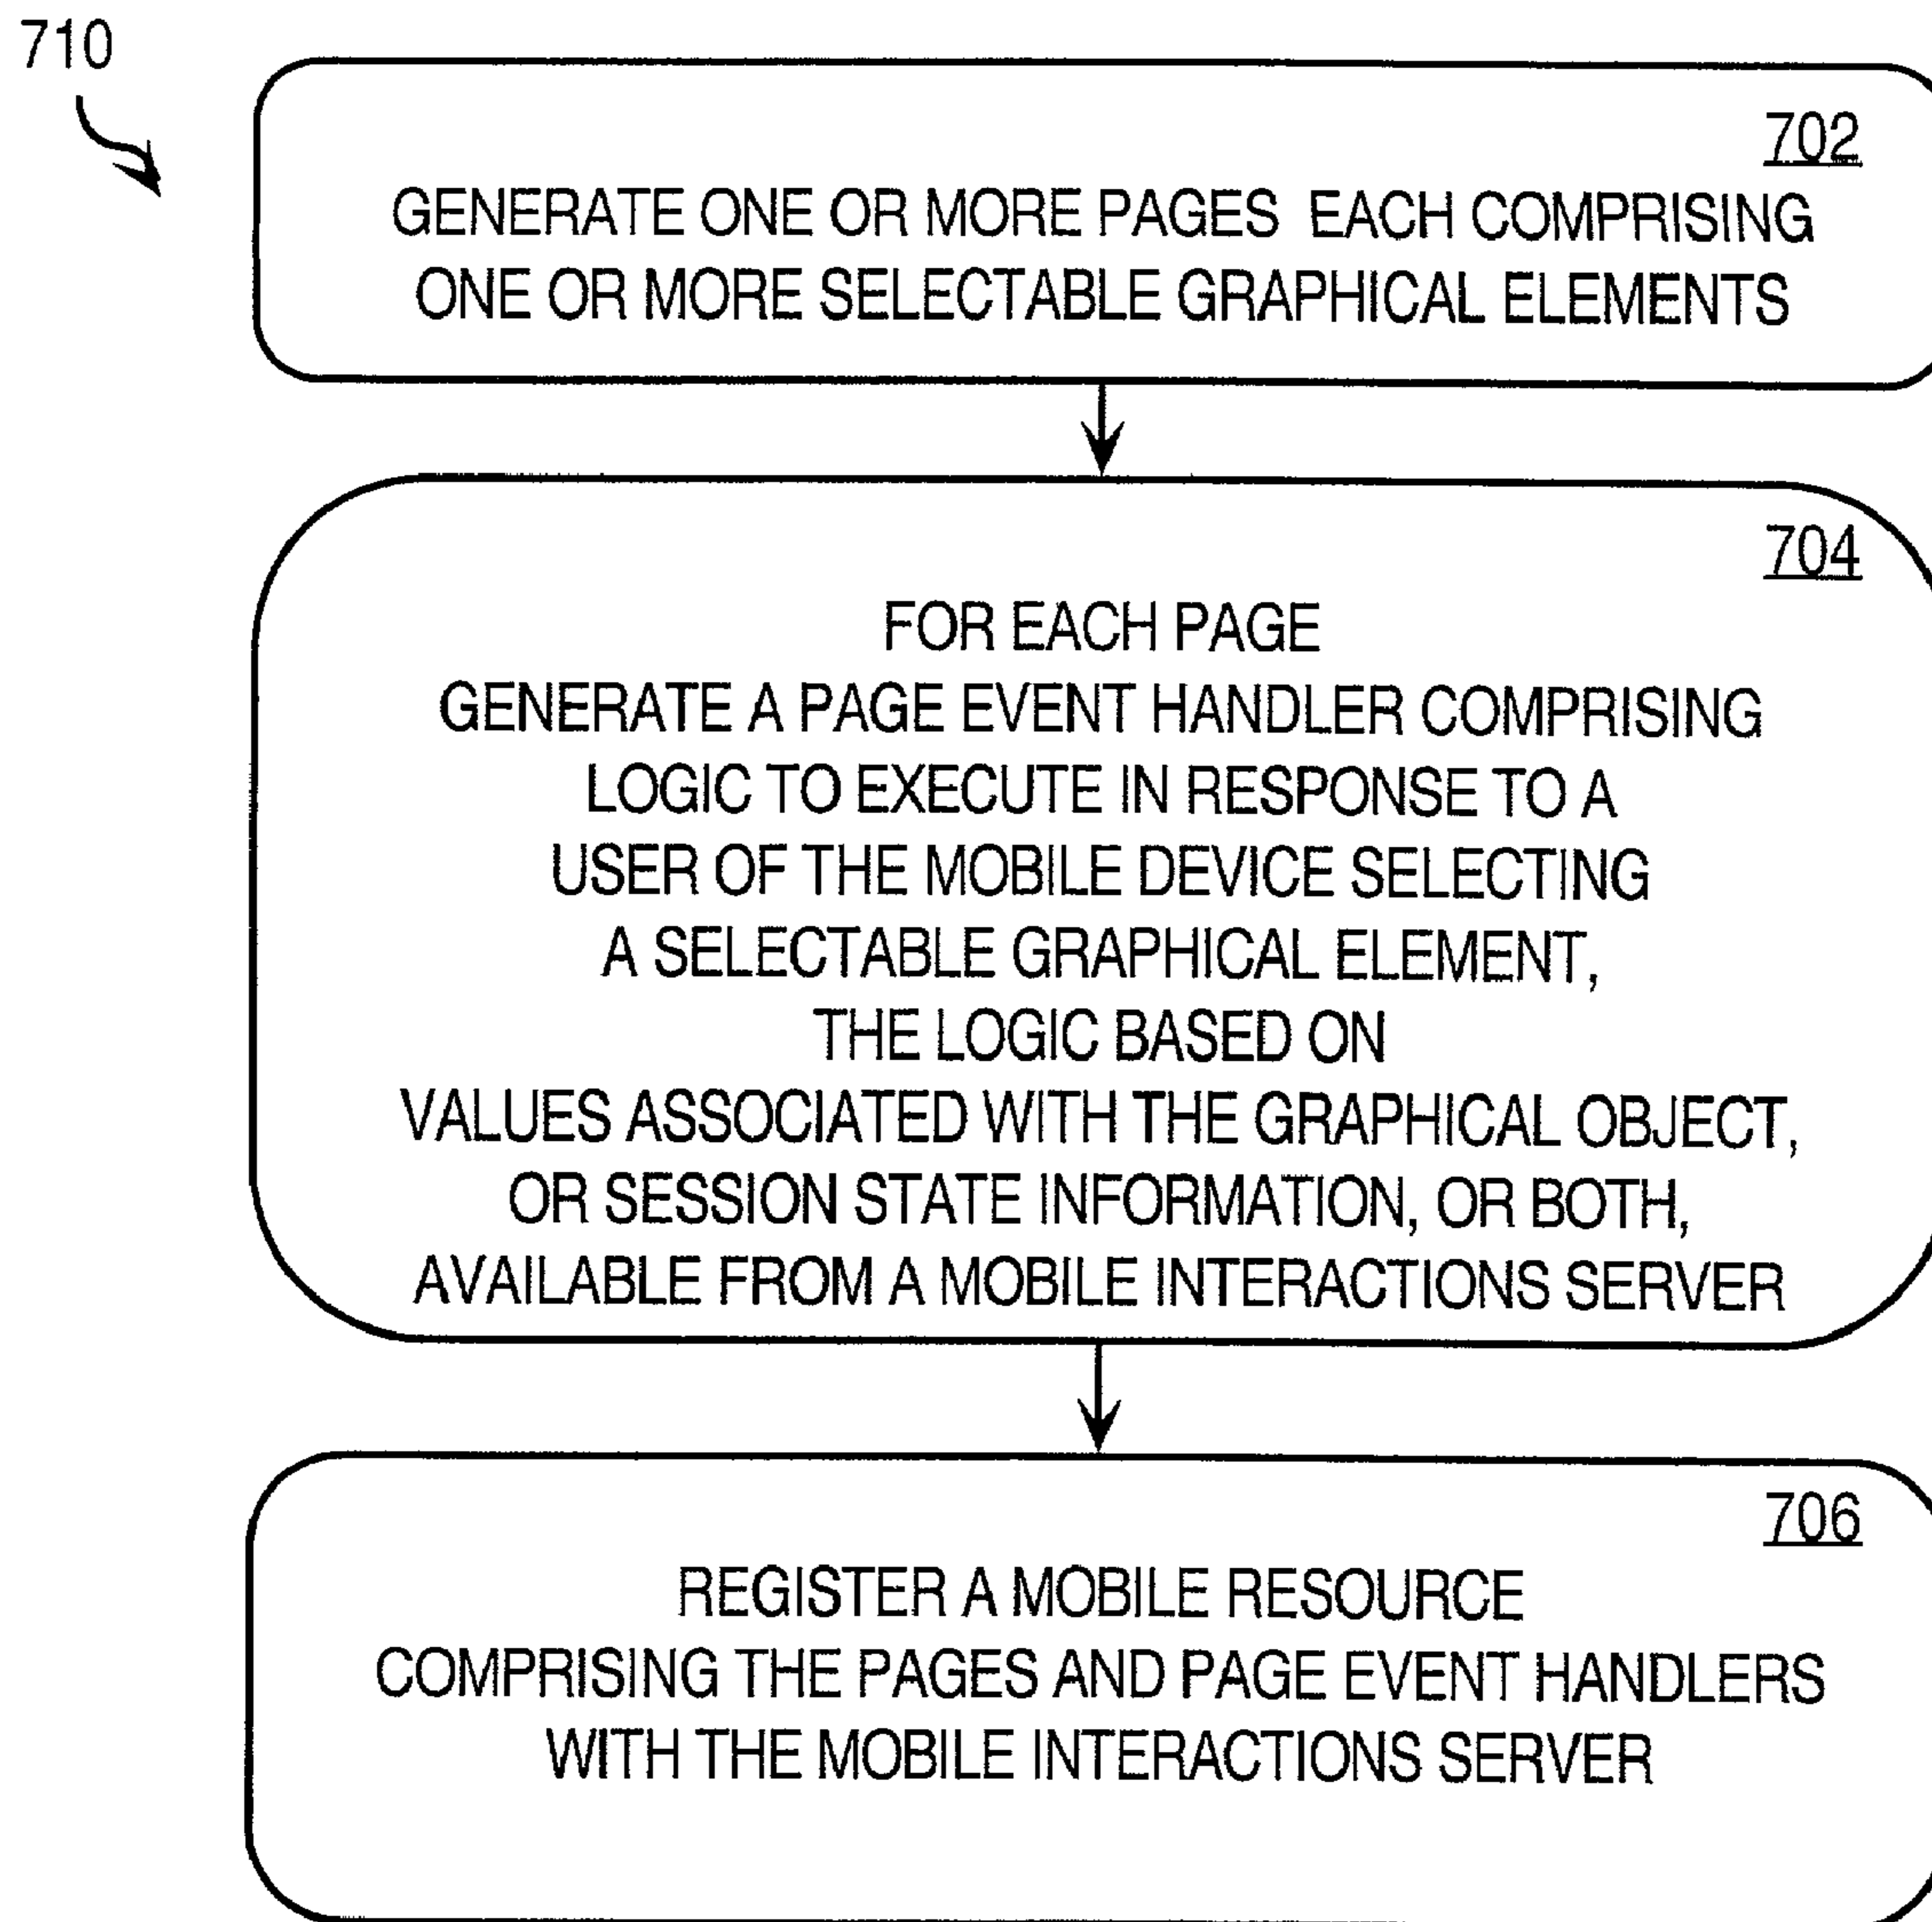 710
702
GENERATE ONE OR MORE PAGES EACH COMPRISING
ONE OR MORE SELECTABLE GRAPHICAL ELEMENTS
704
FOR EACH PAGE
GENERATE A PAGE EVENT HANDLER COMPRISING
LOGIC TO EXECUTE IN RESPONSE TO A
USER OF THE MOBILE DEVICE SELECTING
A SELECTABLE GRAPHICAL ELEMENT,
THE LOGIC BASED ON
VALUES ASSOCIATED WITH THE GRAPHICAL OBJECT,
OR SESSION STATE INFORMATION, OR BOTH,
AVAILABLE FROM A MOBILE INTERACTIONS SERVER
706
REGISTER A MOBILE RESOURCE
COMPRISING THE PAGES AND PAGE EVENT HANDLERS
WITH THE MOBILE INTERACTIONS SERVER